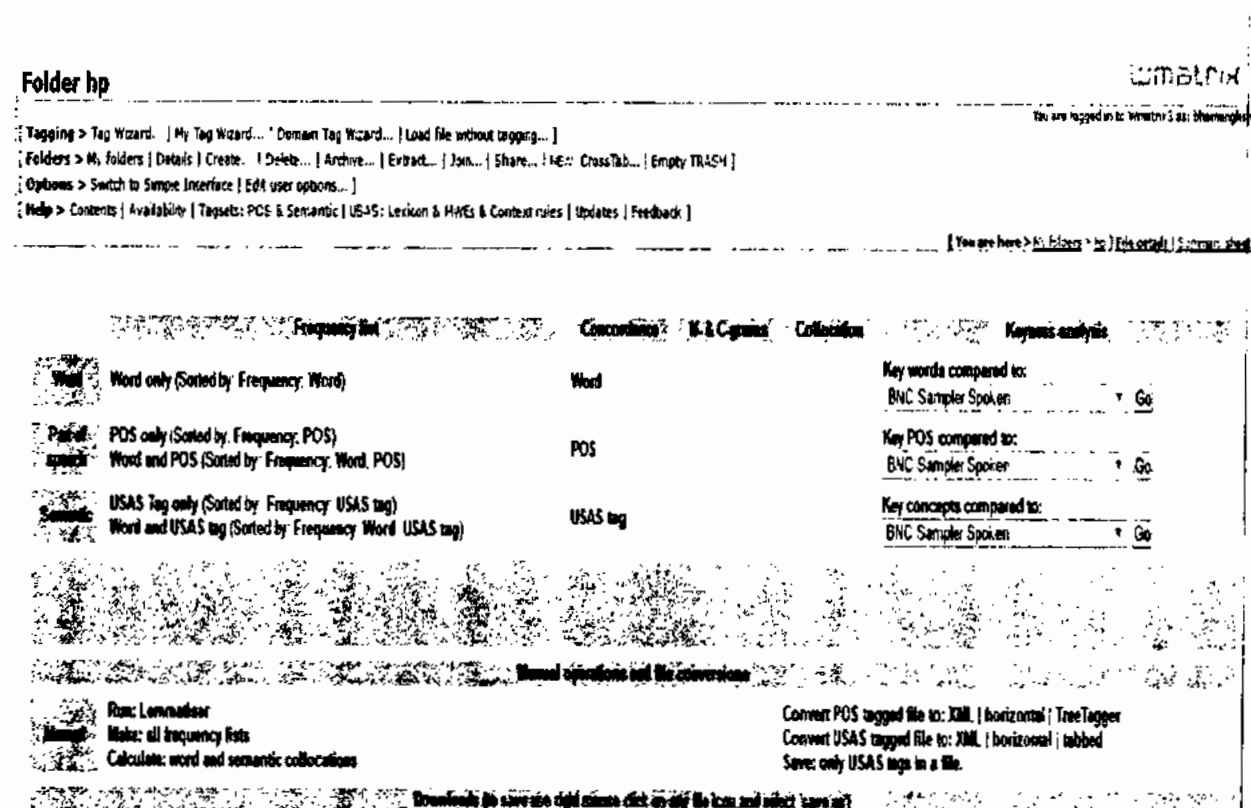 Folder hp
wmatrix
You are logged in to Wmatrix3 as:
[ Tagging > Tag Wizard. | My Tag Wizard... Domain Tag Wizard... | Load file without tagging... ]
[ Folders > My folders | Details | Create. | Delete... | Archive... | Extract... | Join... | Share... CrossTab... | Empty TRASH ]
[ Options > Switch to Simple Interface | Edit user options... ]
[ Help > Contents | Availability | Tagsets: POS & Semantic | USAS: Lexicon & MWEs & Context rules | Updates | Feedback ]
[ You are here > My folders > hp ] File details | Summary sheet
Frequency list Concordance N- & C-grams Collocation Keyness analysis
Word Word only (Sorted by: Frequency, Word) Word Key words compared to:
BNC Sampler Spoken Go
Part of speech POS only (Sorted by: Frequency, POS) POS Key POS compared to:
Word and POS (Sorted by: Frequency, Word, POS) BNC Sampler Spoken Go
Semantic USAS Tag only (Sorted by: Frequency USAS tag) USAS tag Key concepts compared to:
Word and USAS tag (Sorted by: Frequency Word USAS tag) BNC Sampler Spoken Go
Manual operations and file conversions
Manual Run: Lemmatiser Convert POS tagged file to: XML | horizontal | TreeTagger
Make: all frequency lists Convert USAS tagged file to: XML | horizontal | tabbed
Calculate: word and semantic collocations Save: only USAS tags in a file.
Downloads (to save use right mouse click on any file icon and select 'save as')